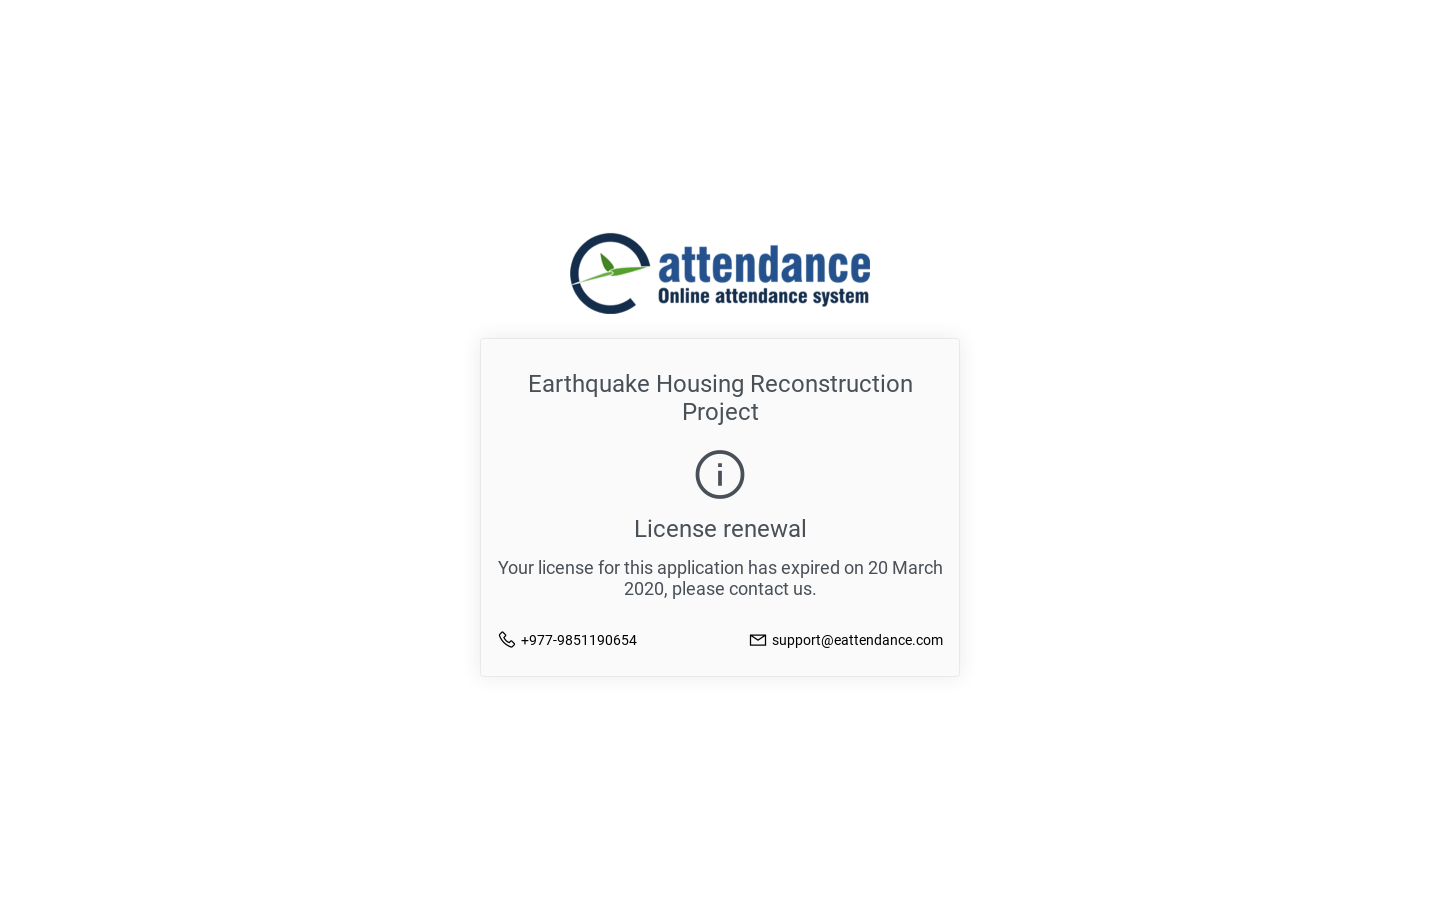 attendance
Online attendance system
Earthquake Housing Reconstruction
Project
License renewal
Your license for this application has expired on 20 March
2020, please contact us.
+977-9851190654
support@eattendance.com